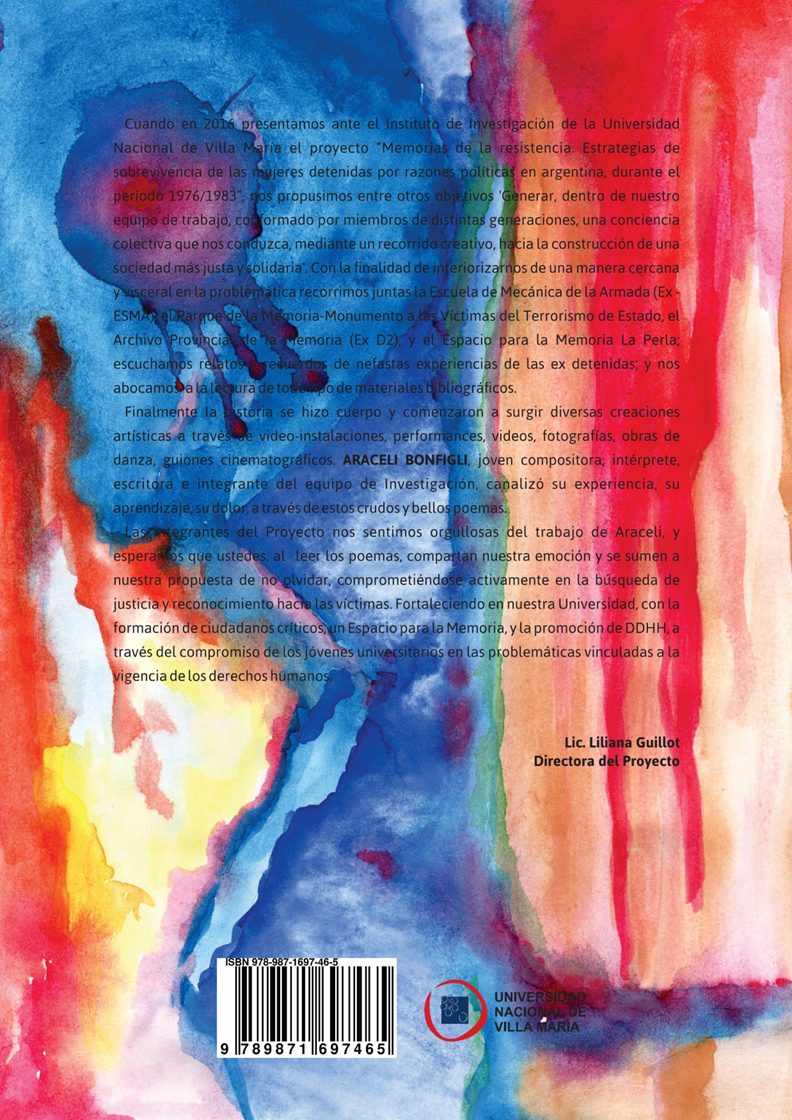 Cuando en 2016 presentamos ante el Instituto de Investigación de la Universidad
Nacional de Villa María el proyecto “Memorias de la resistencia. Estrategias de
sobrevivencia de las mujeres detenidas por razones políticas en argentina, durante el
período 1976/1983”, nos propusimos entre otros objetivos ‘Generar, dentro de nuestro
equipo de trabajo, conformado por miembros de distintas generaciones, una conciencia
colectiva que nos conduzca, mediante un recorrido creativo, hacia la construcción de una
sociedad más justa y solidaria’. Con la finalidad de interiorizarnos de una manera cercana
y visceral en la problemática recorrimos juntas la Escuela de Mecánica de la Armada (Ex -
ESMA), el Parque de la Memoria-Monumento a las Víctimas del Terrorismo de Estado, el
Archivo Provincial de la Memoria (Ex D2), y el Espacio para la Memoria La Perla;
escuchamos relatos y recuerdos de nefastas experiencias de las ex detenidas; y nos
abocamos a la lectura de todo tipo de materiales bibliográficos.
Finalmente la historia se hizo cuerpo y comenzaron a surgir diversas creaciones
artísticas a través de video-instalaciones, performances, videos, fotografías, obras de
danza, guiones cinematográficos. ARACELI BONFIGLI, joven compositora, intérprete,
escritora e integrante del equipo de Investigación, canalizó su experiencia, su
aprendizaje, su dolor, a través de estos crudos y bellos poemas.
Las integrantes del Proyecto nos sentimos orgullosas del trabajo de Araceli, y
esperamos que ustedes, al leer los poemas, compartan nuestra emoción y se sumen a
nuestra propuesta de no olvidar, comprometiéndose activamente en la búsqueda de
justicia y reconocimiento hacia las víctimas. Fortaleciendo en nuestra Universidad, con la
formación de ciudadanos críticos, un Espacio para la Memoria, y la promoción de DDHH, a
través del compromiso de los jóvenes universitarios en las problemáticas vinculadas a la
vigencia de los derechos humanos.
Lic. Liliana Guillot
Directora del Proyecto
ISBN 978-987-1697-46-5
9 789871 697465
UNIVERSIDAD
NACIONAL DE
VILLA MARÍA